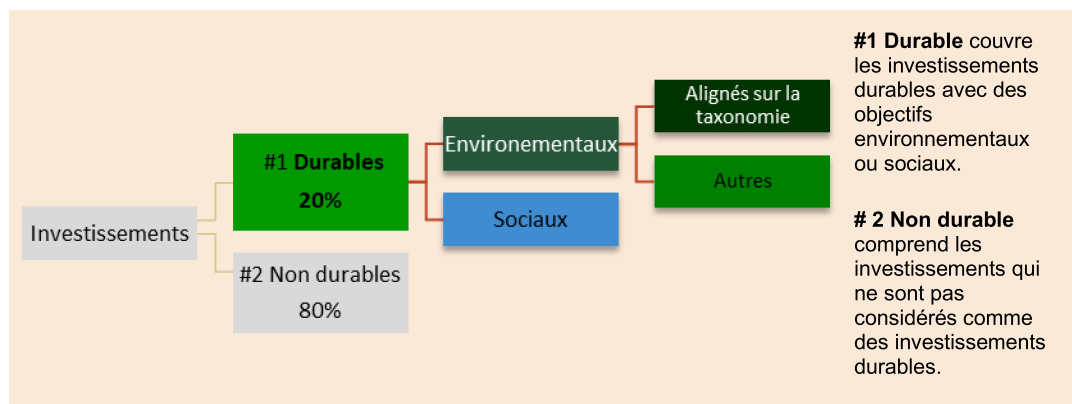 Investissements
#1 Durables
20%
#2 Non durables
80%
Environementaux
Sociaux
Alignés sur la
taxonomie
Autres
#1 Durable couvre
les investissements
durables avec des
objectifs
environnementaux
ou sociaux.
# 2 Non durable
comprend les
investissements qui
ne sont pas
considérés comme
des investissements
durables.